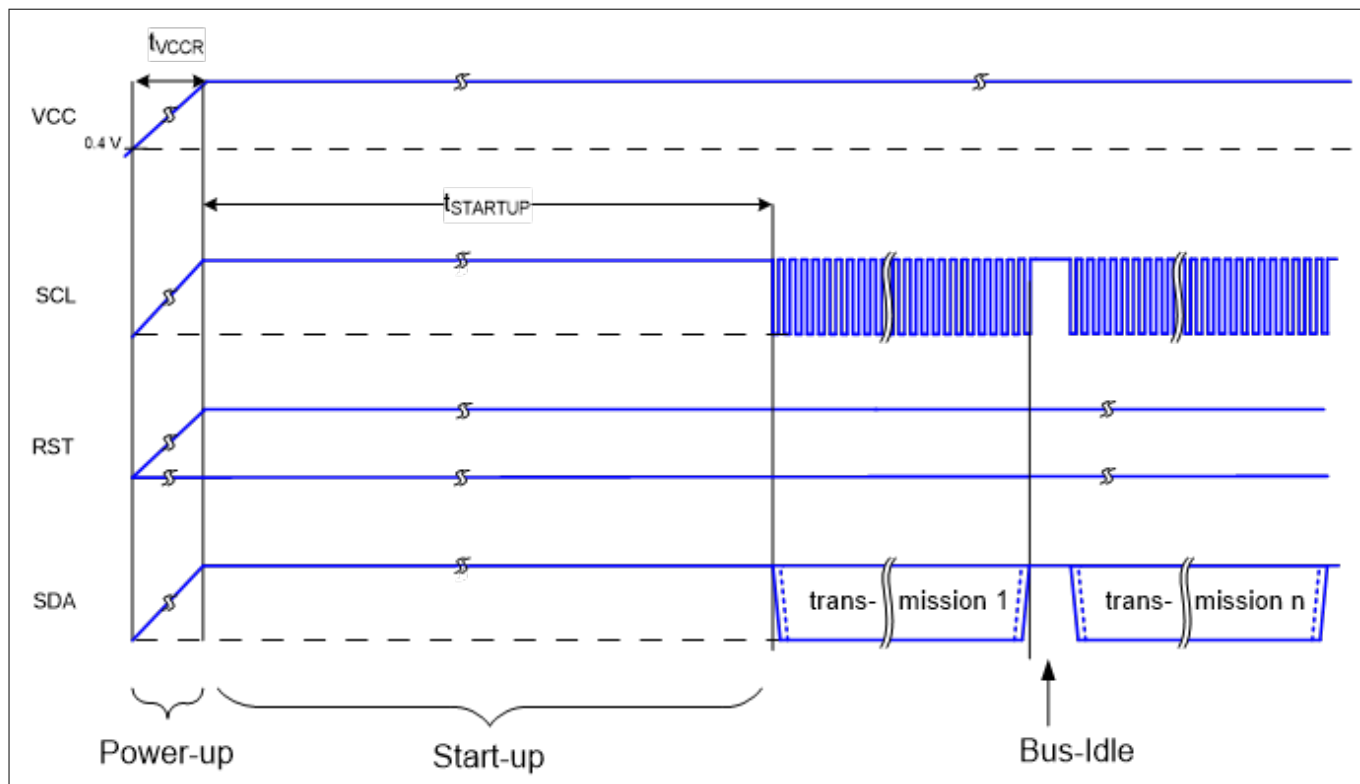 tVCCR
VCC
0.4 V
tSTARTUP
SCL
RST
SDA
trans- mission 1
trans- mission n
Power-up
Start-up
Bus-Idle